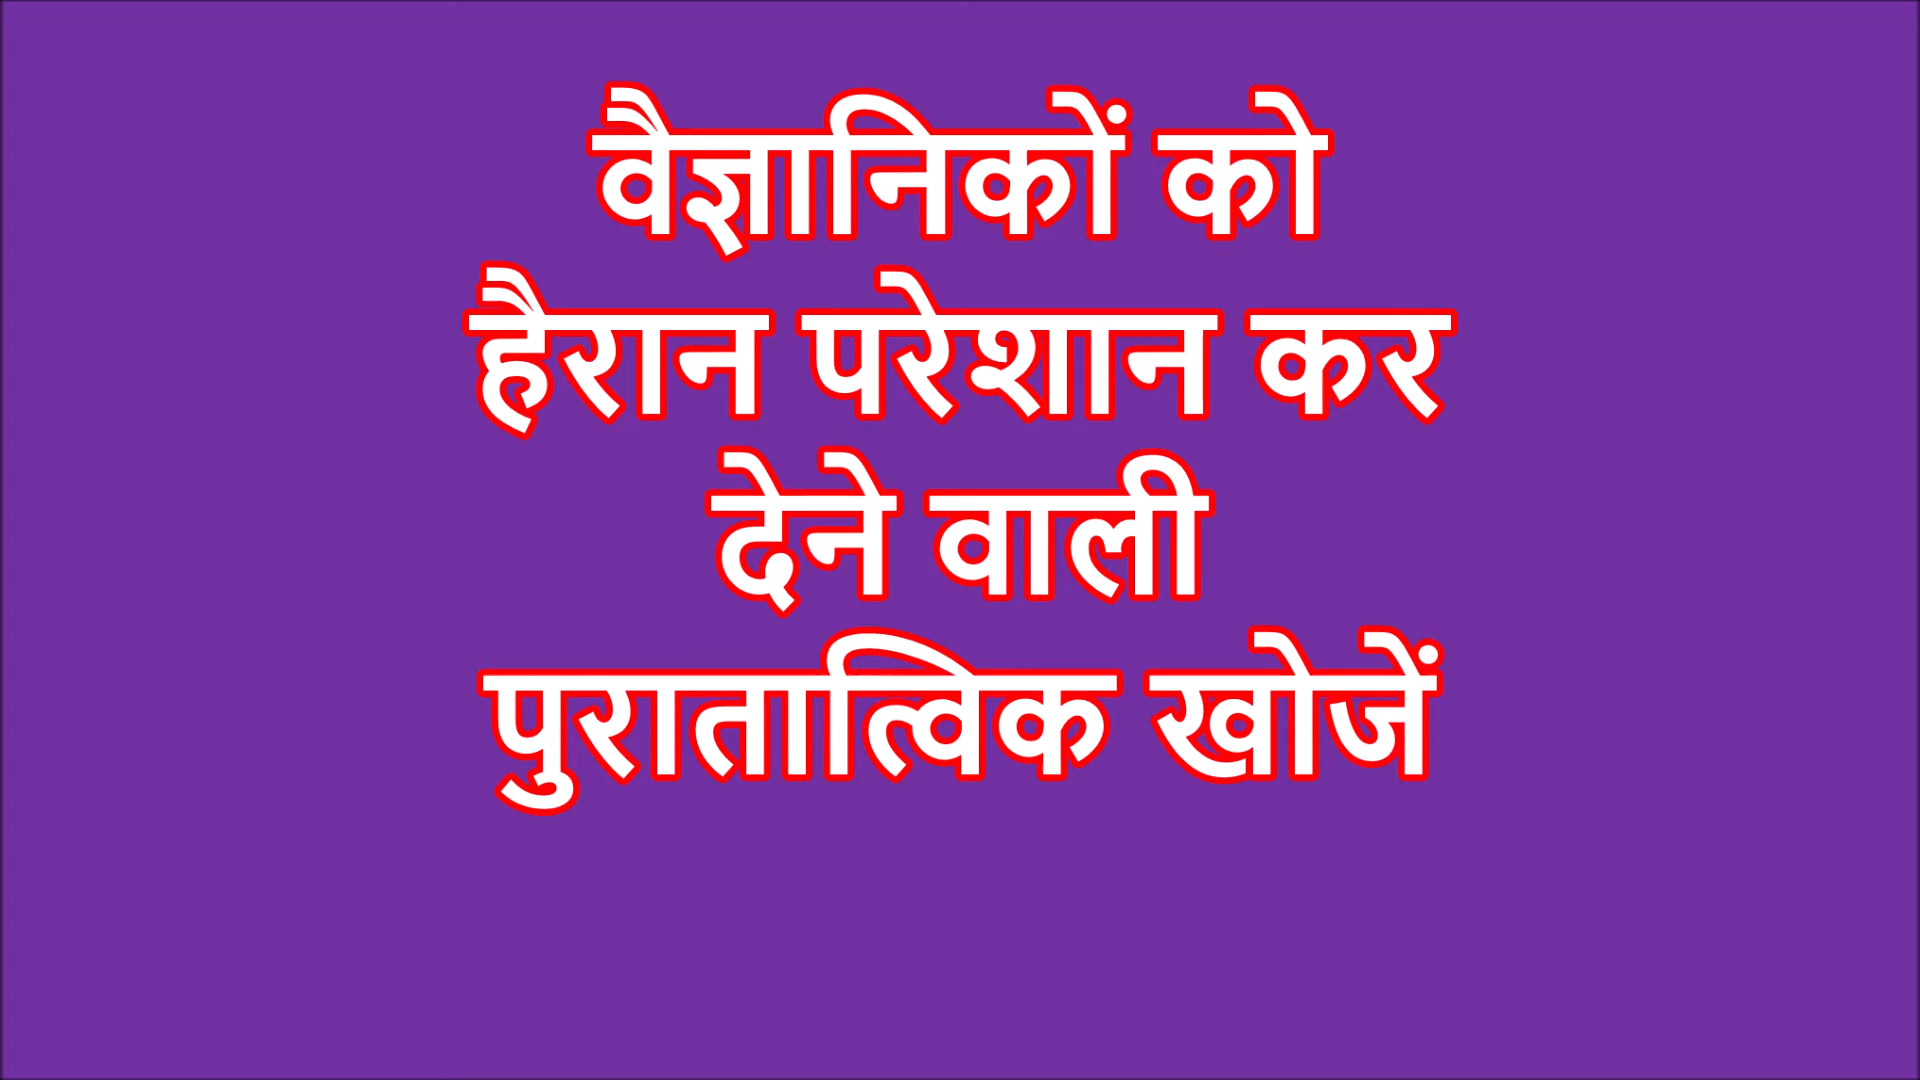 वैज्ञानिकों को
हैरान परेशान कर
देने वाली
पुरातात्विक खोजें